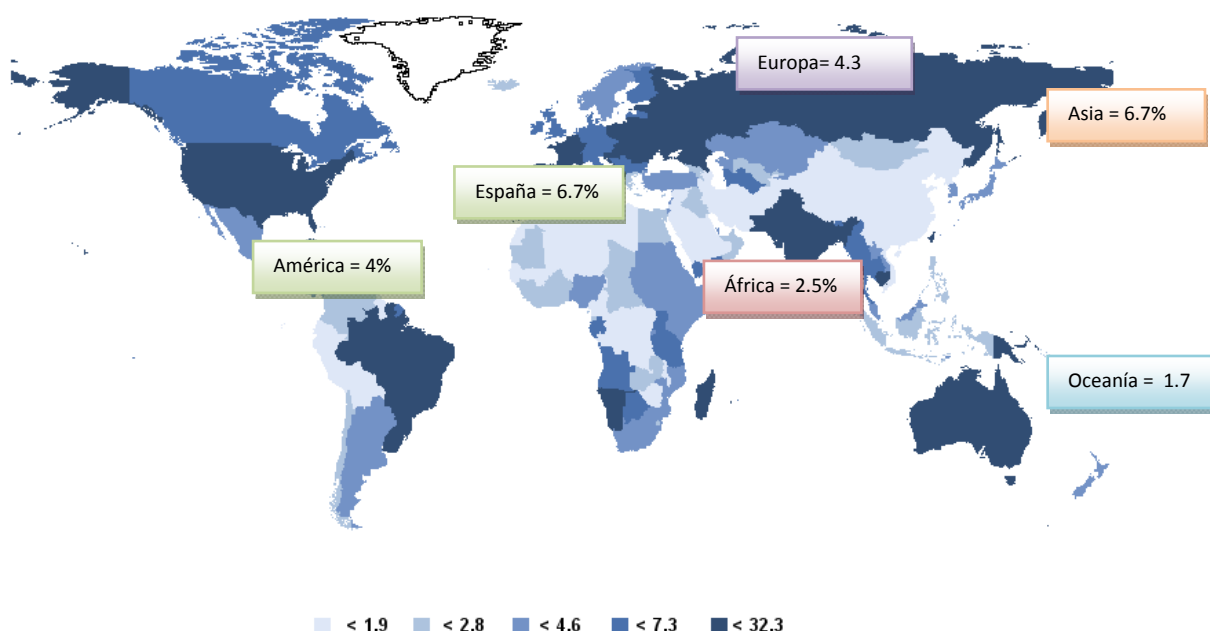 Europa= 4.3
Asia = 6.7%
España = 6.7%
América = 4%
África = 2.5%
Oceanía = 1.7
< 1.9 < 2.8 < 4.6 < 7.3 < 32.3